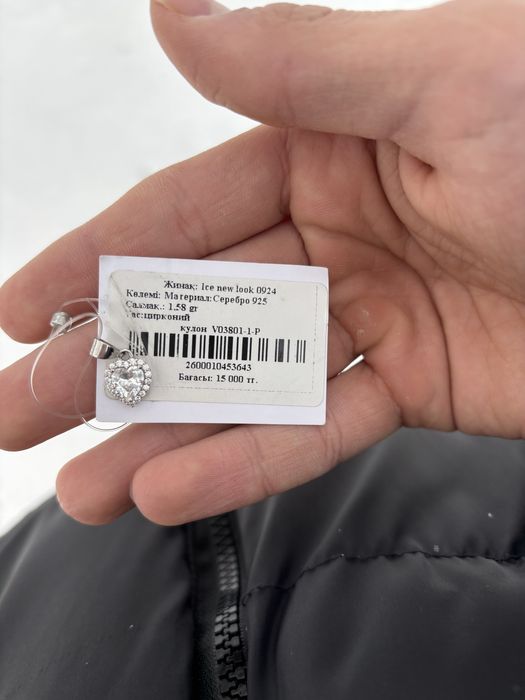 Жинақ: Ice new look 0924
Көлемі: Материал:Серебро 925
Салмақ.: 1.58 gr
Тас:цирконий
кулон V03801-1-P
2600010453643
Бағасы: 15 000 тг.